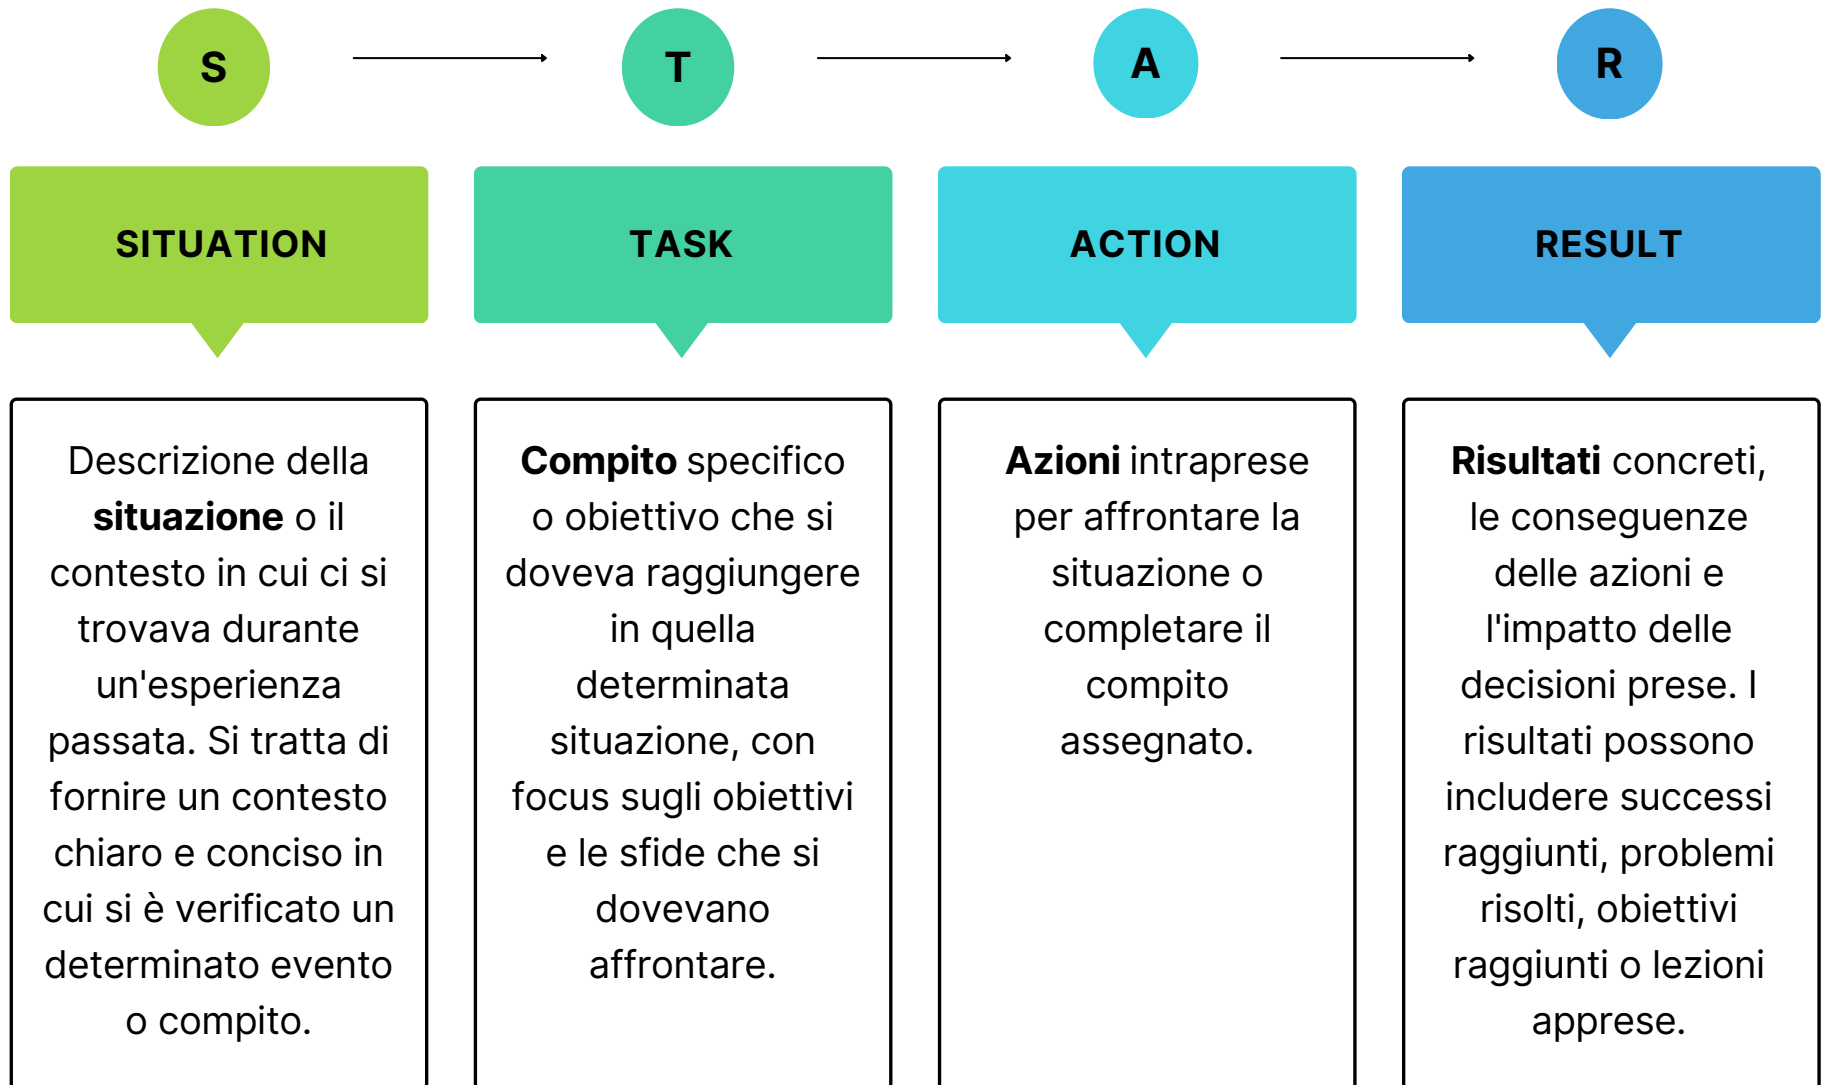 S
T
A
R
SITUATION
TASK
ACTION
RESULT
Descrizione della
situazione o il
contesto in cui ci si
trovava durante
un'esperienza
passata. Si tratta di
fornire un contesto
chiaro e conciso in
cui si è verificato un
determinato evento
o compito.
Compito specifico
o obiettivo che si
doveva raggiungere
in quella
determinata
situazione, con
focus sugli obiettivi
e le sfide che si
dovevano
affrontare.
Azioni intraprese
per affrontare la
situazione o
completare il
compito
assegnato.
Risultati concreti,
le conseguenze
delle azioni e
l'impatto delle
decisioni prese. I
risultati possono
includere successi
raggiunti, problemi
risolti, obiettivi
raggiunti o lezioni
apprese.